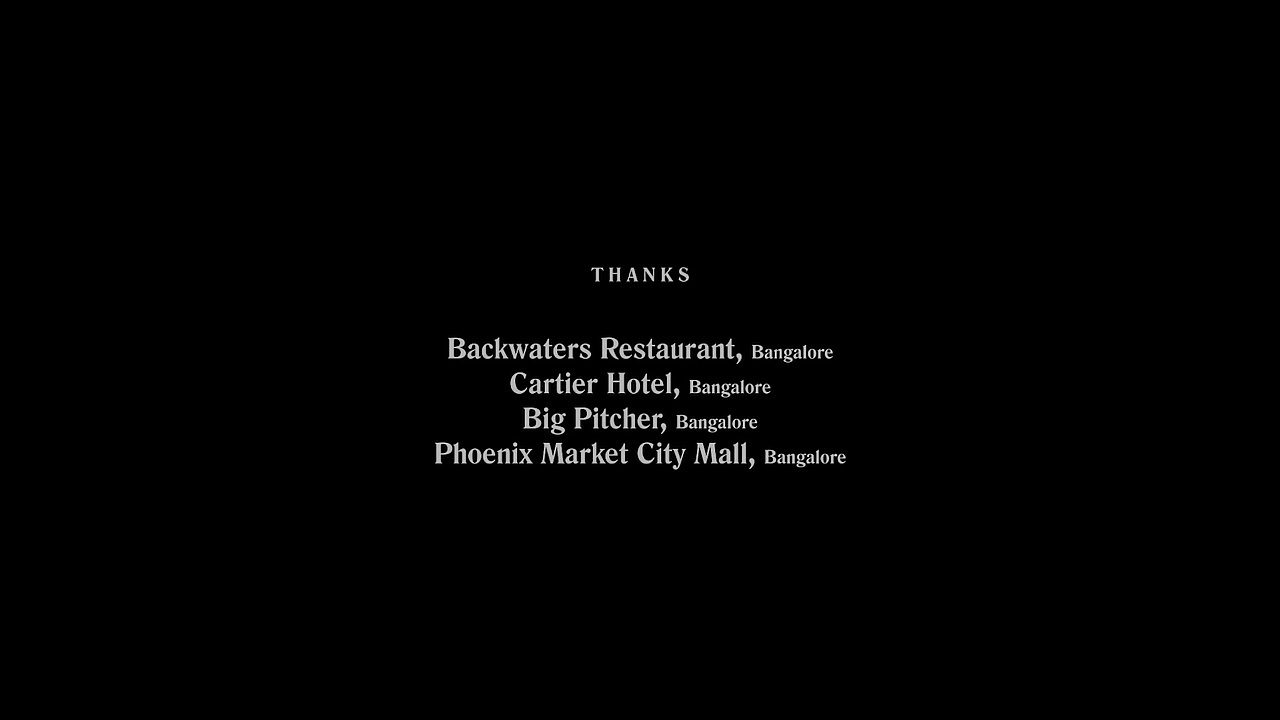 THANKS
Backwaters Restaurant, Bangalore
Cartier Hotel, Bangalore
Big Pitcher, Bangalore
Phoenix Market City Mall, Bangalore